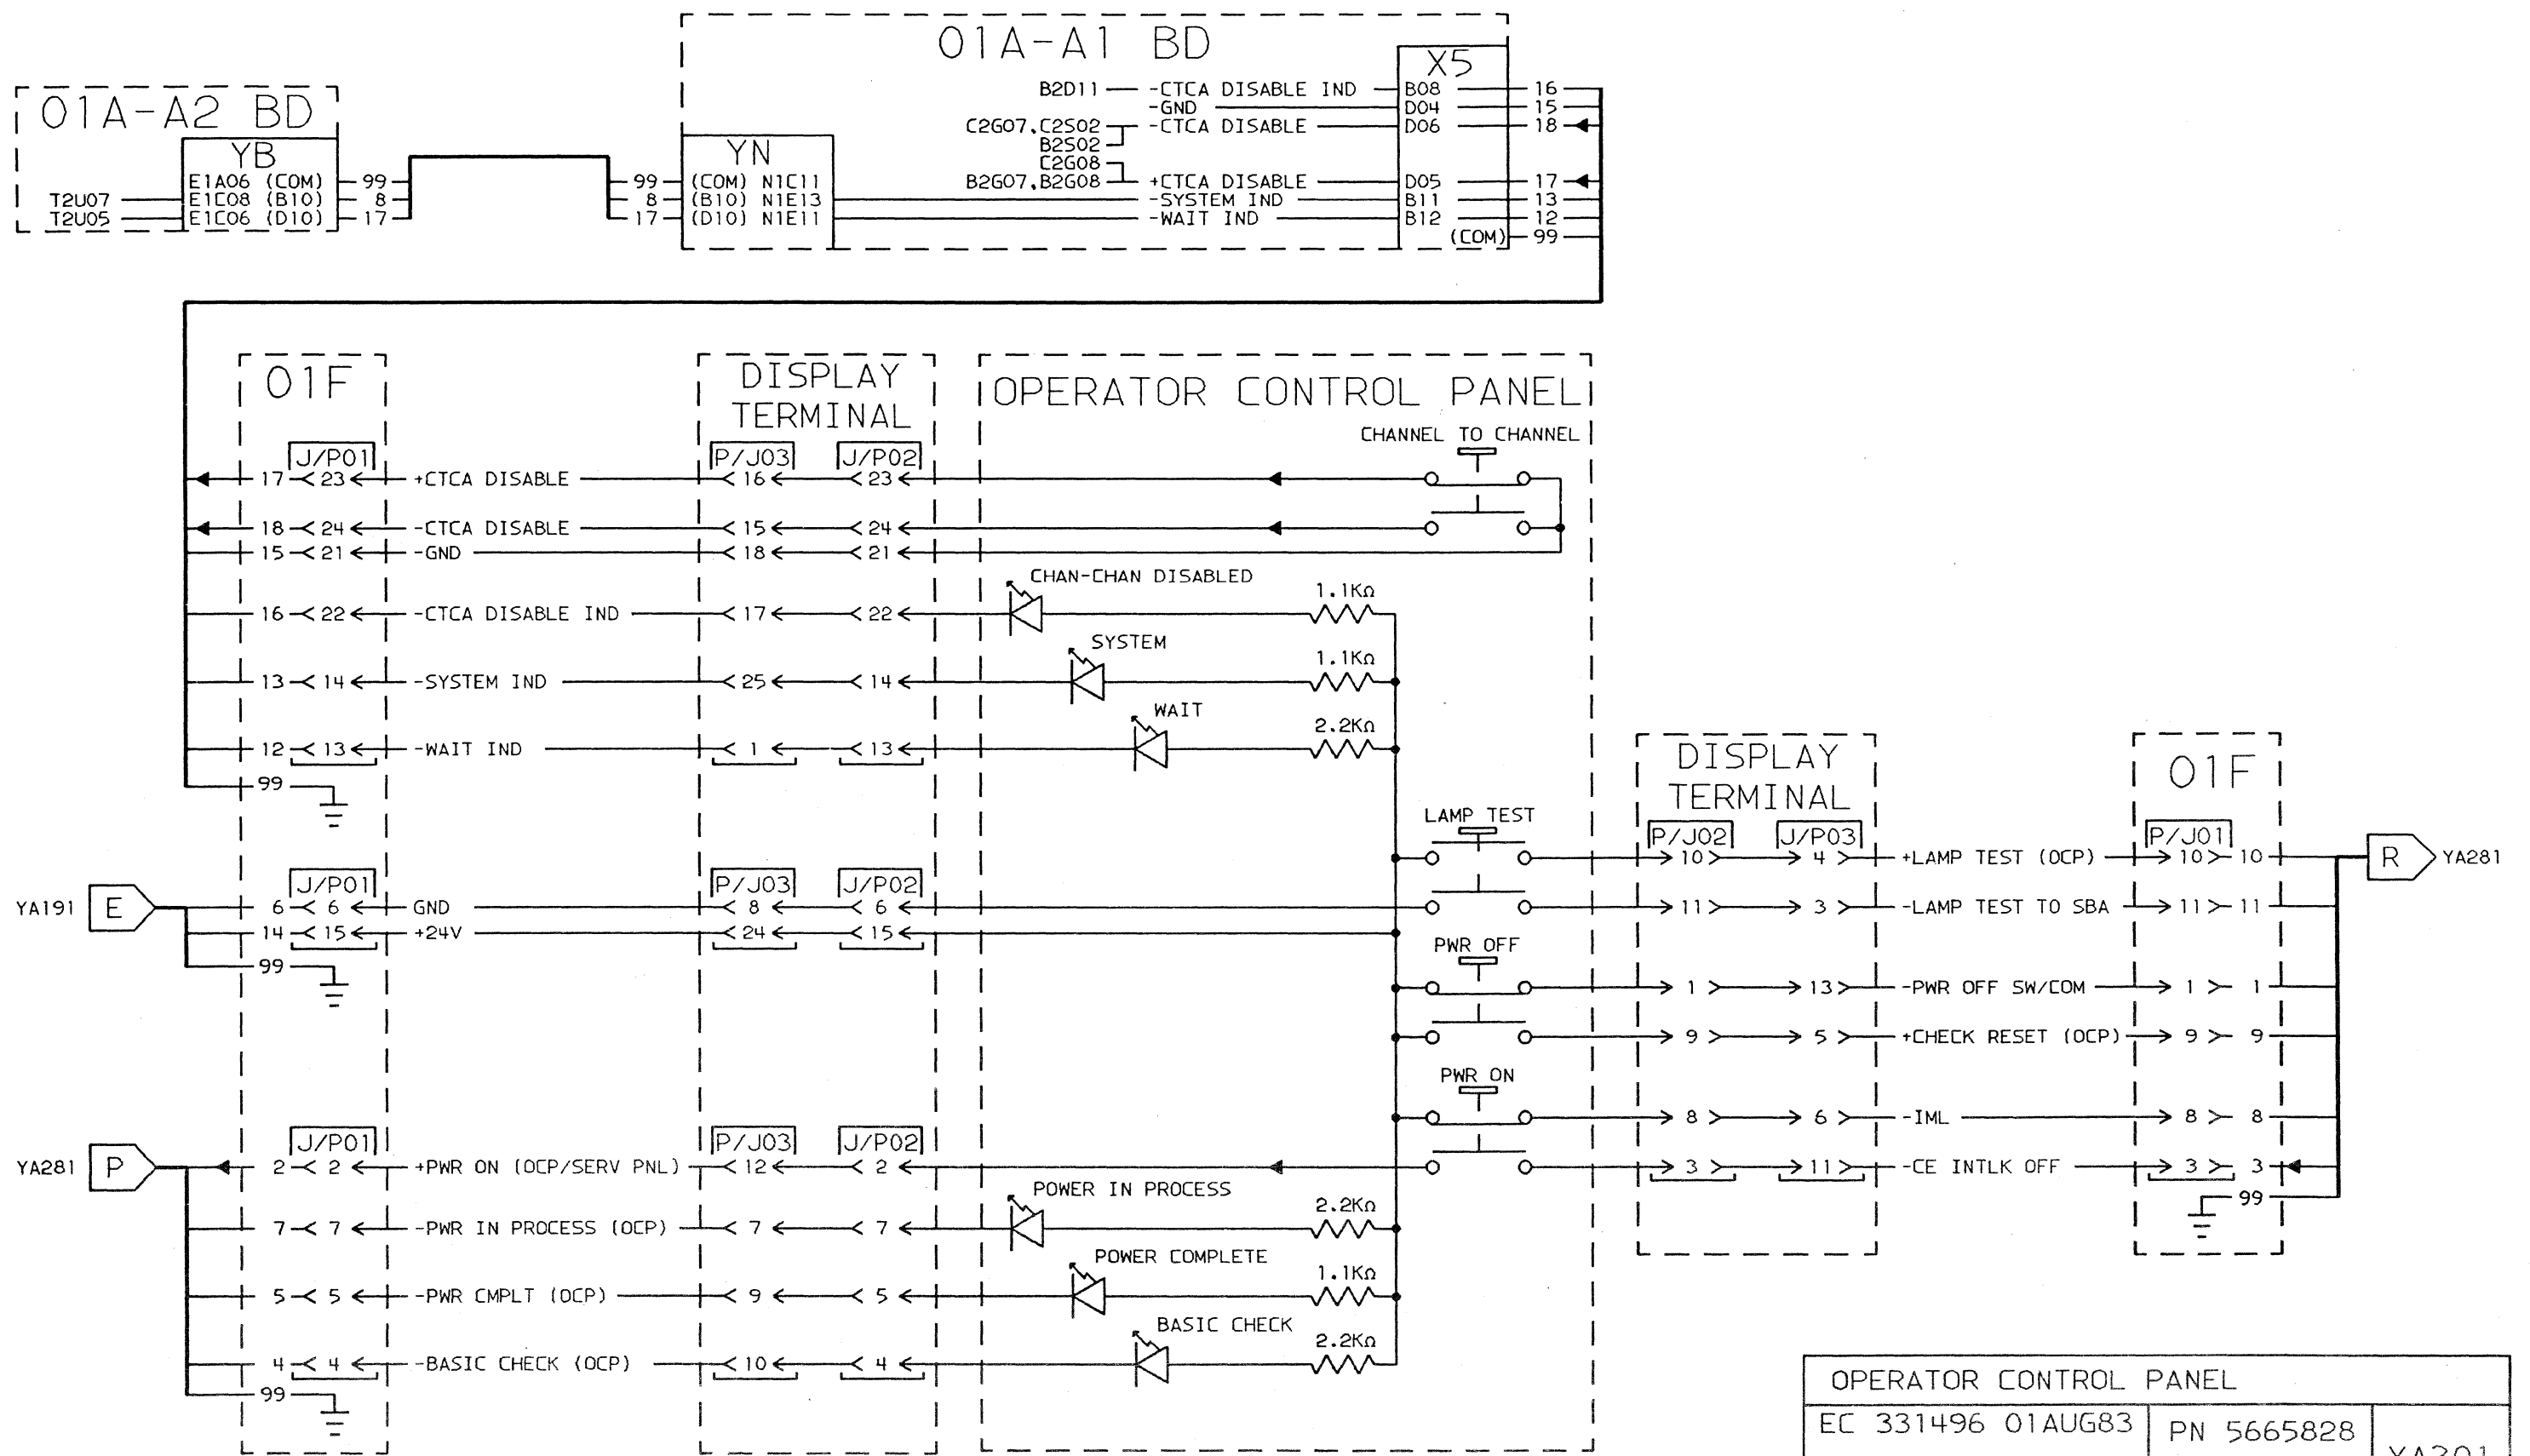 01A-A1 BD
X5
B2D11 -CTCA DISABLE IND B08 16
-GND D04 15
C2G07,C2S02 -CTCA DISABLE D06 18
B2S02
C2G08
B2G07,B2G08 +CTCA DISABLE D05 17
-SYSTEM IND B11 13
-WAIT IND B12 12
(COM) 99
01A-A2 BD
YB
E1A06 (COM) 99
T2U07 E1C08 (B10) 8
T2U05 E1C06 (D10) 17
YN
99 (COM) N1C11
8 (B10) N1E13
17 (D10) N1E11
01F
DISPLAY
TERMINAL
OPERATOR CONTROL PANEL
CHANNEL TO CHANNEL
J/P01 P/J03 J/P02
17 23 +CTCA DISABLE 16 23
18 24 -CTCA DISABLE 15 24
15 21 -GND 18 21
CHAN-CHAN DISABLED
1.1KΩ
16 22 -CTCA DISABLE IND 17 22
SYSTEM
1.1KΩ
13 14 -SYSTEM IND 25 14
WAIT
2.2KΩ
12 13 -WAIT IND 1 13
99
J/P01 P/J03 J/P02
YA191 E
6 6 GND 8 6
14 15 +24V 24 15
99
J/P01 P/J03 J/P02
YA281 P
2 2 +PWR ON (OCP/SERV PNL) 12 2
POWER IN PROCESS
2.2KΩ
7 7 -PWR IN PROCESS (OCP) 7 7
POWER COMPLETE
1.1KΩ
5 5 -PWR CMPLT (OCP) 9 5
BASIC CHECK
2.2KΩ
4 4 -BASIC CHECK (OCP) 10 4
99
LAMP TEST
PWR OFF
PWR ON
DISPLAY
TERMINAL
01F
P/J02 J/P03 P/J01
10 4 +LAMP TEST (OCP) 10 10
R YA281
11 3 -LAMP TEST TO SBA 11 11
1 13 -PWR OFF SW/COM 1 1
9 5 +CHECK RESET (OCP) 9 9
8 6 -IML 8 8
3 11 -CE INTLK OFF 3 3
99
OPERATOR CONTROL PANEL
EC 331496 01AUG83
PN 5665828